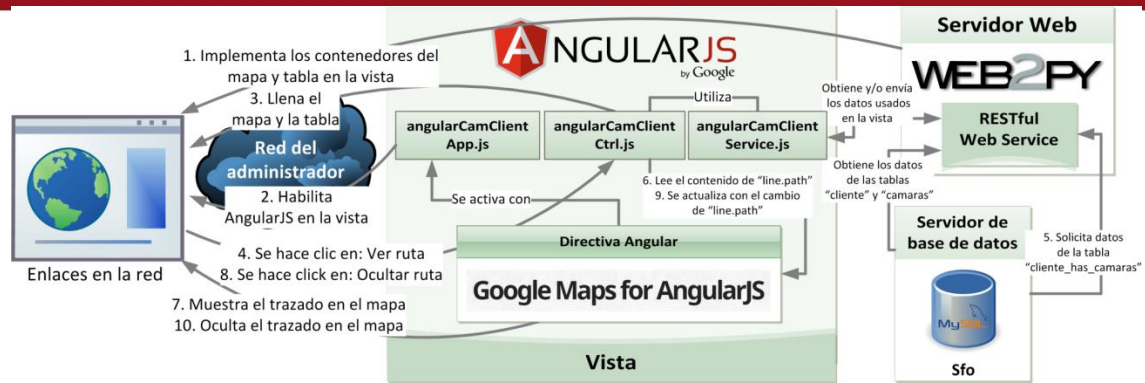 1. Implementa los contenedores del
mapa y tabla en la vista
3. Llena el
mapa y la tabla
Red del
administrador
2. Habilita
AngularJS en la vista
4. Se hace clic en: Ver ruta
8. Se hace click en: Ocultar ruta
Enlaces en la red
7. Muestra el trazado en el mapa
10. Oculta el trazado en el mapa
ANGULARJS
by Google
Utiliza
angularCamClient
App.js
angularCamClient
Ctrl.js
angularCamClient
Service.js
Se activa con
6. Lee el contenido de “line.path”
9. Se actualiza con el cambio
de “line.path”
Directiva Angular
Google Maps for AngularJS
Vista
Obtiene y/o envía
los datos usados
en la vista
Obtiene los datos
de las tablas
“cliente” y “camaras”
Servidor Web
WEB2PY
RESTful
Web Service
Servidor de
base de datos
5. Solicita datos
de la tabla
“cliente_has_camaras”
MySQL
Sfo